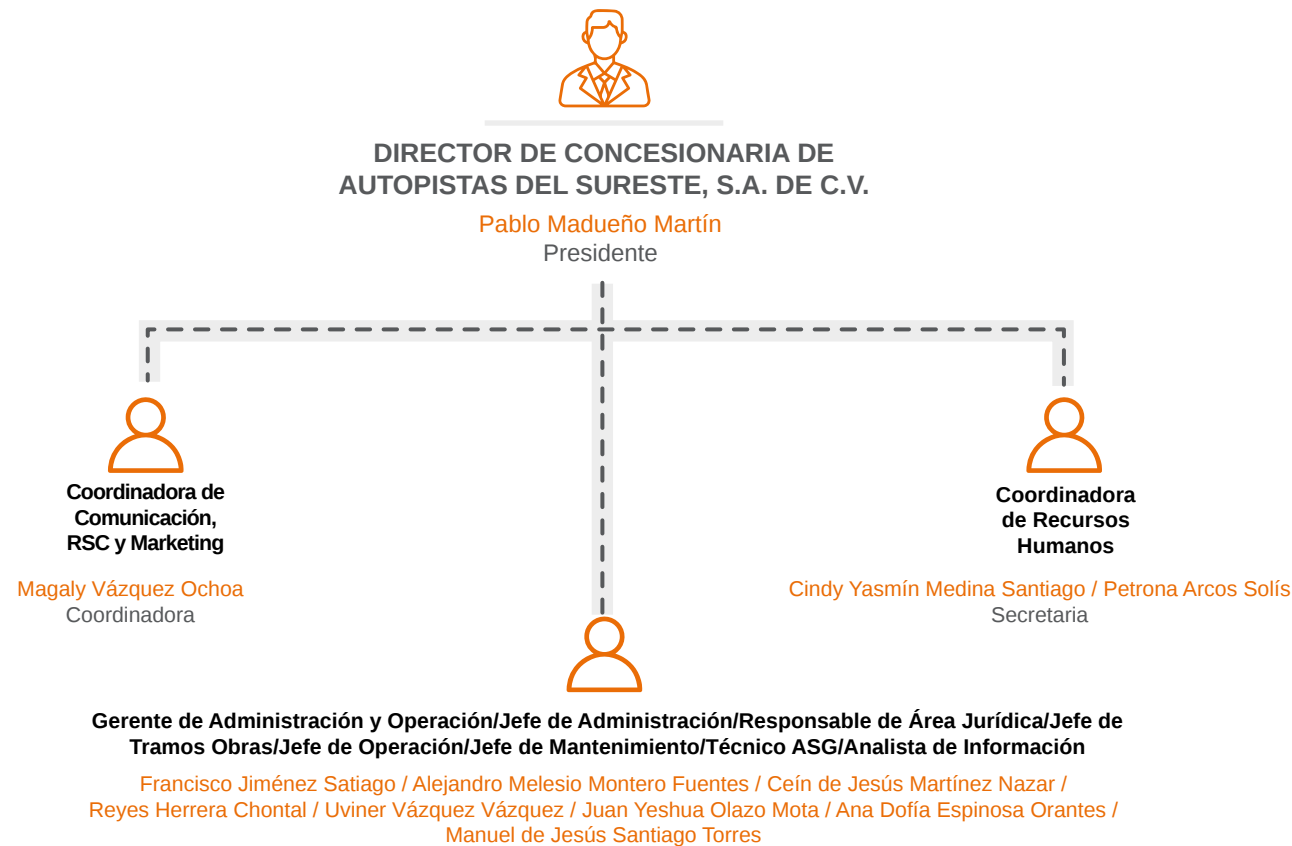 DIRECTOR DE CONCESIONARIA DE
AUTOPISTAS DEL SURESTE, S.A. DE C.V.
Pablo Madueño Martín
Presidente
Coordinadora de
Comunicación,
RSC y Marketing
Magaly Vázquez Ochoa
Coordinadora
Coordinadora
de Recursos
Humanos
Cindy Yasmín Medina Santiago / Petrona Arcos Solís
Secretaria
Gerente de Administración y Operación/Jefe de Administración/Responsable de Área Jurídica/Jefe de
Tramos Obras/Jefe de Operación/Jefe de Mantenimiento/Técnico ASG/Analista de Información
Francisco Jiménez Satiago / Alejandro Melesio Montero Fuentes / Ceín de Jesús Martínez Nazar /
Reyes Herrera Chontal / Uviner Vázquez Vázquez / Juan Yeshua Olazo Mota / Ana Dofía Espinosa Orantes /
Manuel de Jesús Santiago Torres